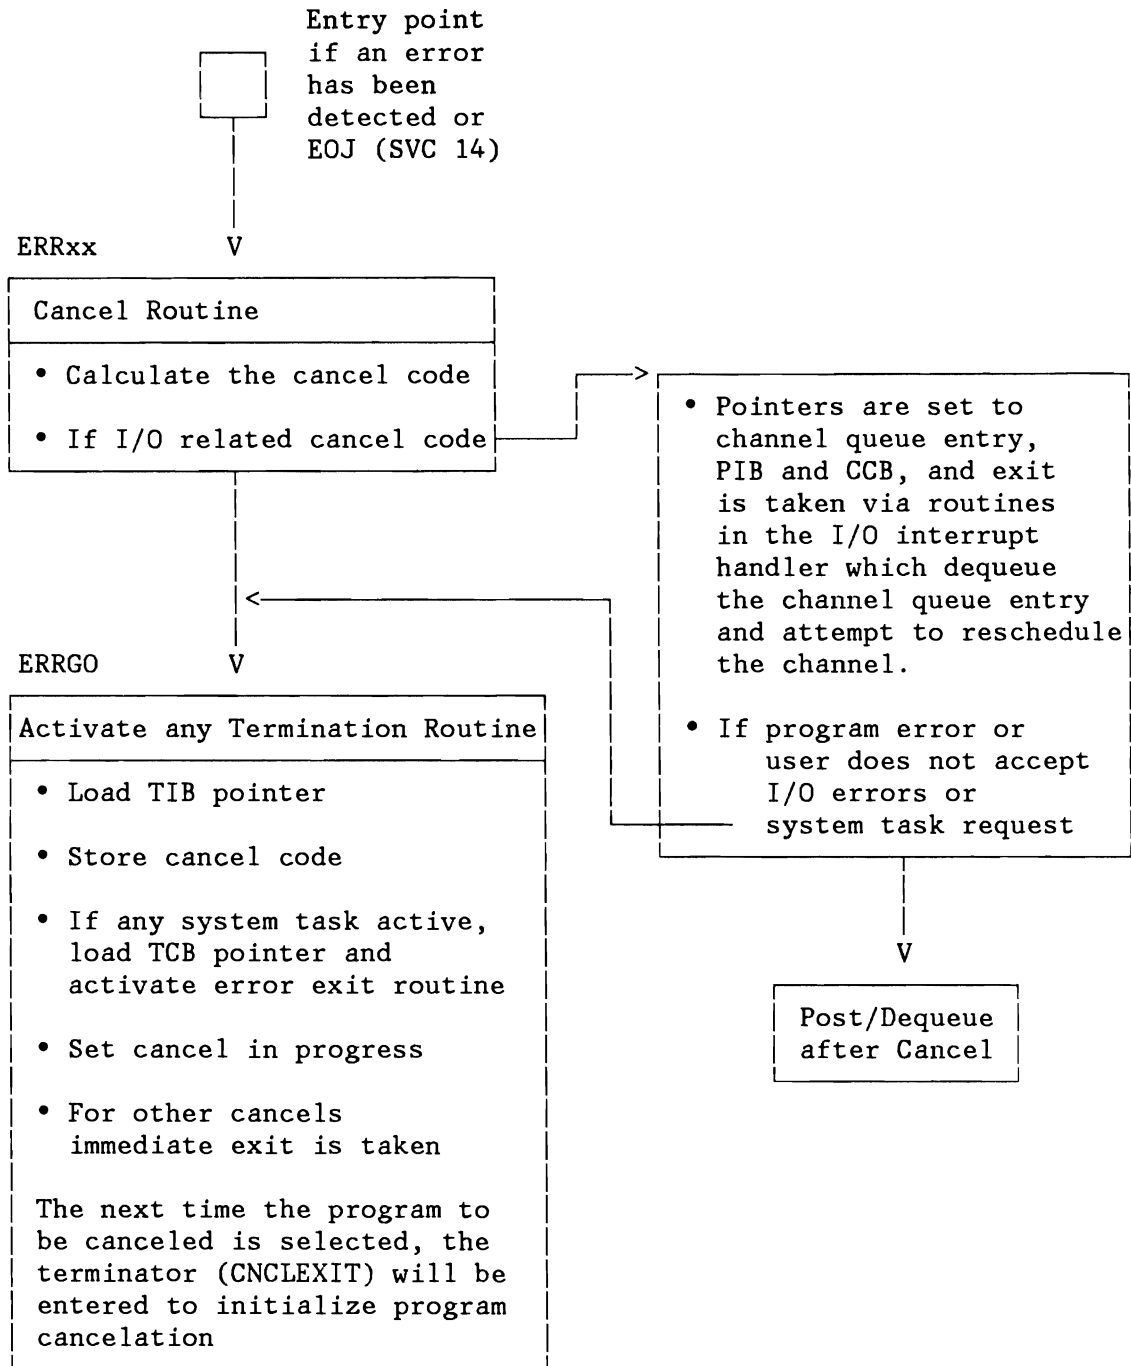 Entry point
if an error
has been
detected or
EOJ (SVC 14)
ERRxx V
Cancel Routine
• Calculate the cancel code
• If I/O related cancel code
>
• Pointers are set to
channel queue entry,
PIB and CCB, and exit
is taken via routines
in the I/O interrupt
handler which dequeue
the channel queue entry
and attempt to reschedule
the channel.
• If program error or
user does not accept
I/O errors or
system task request
<
ERRGO V
Activate any Termination Routine
• Load TIB pointer
• Store cancel code
• If any system task active,
load TCB pointer and
activate error exit routine
• Set cancel in progress
• For other cancels
immediate exit is taken
The next time the program to
be canceled is selected, the
terminator (CNCLEXIT) will be
entered to initialize program
cancelation
V
Post/Dequeue
after Cancel